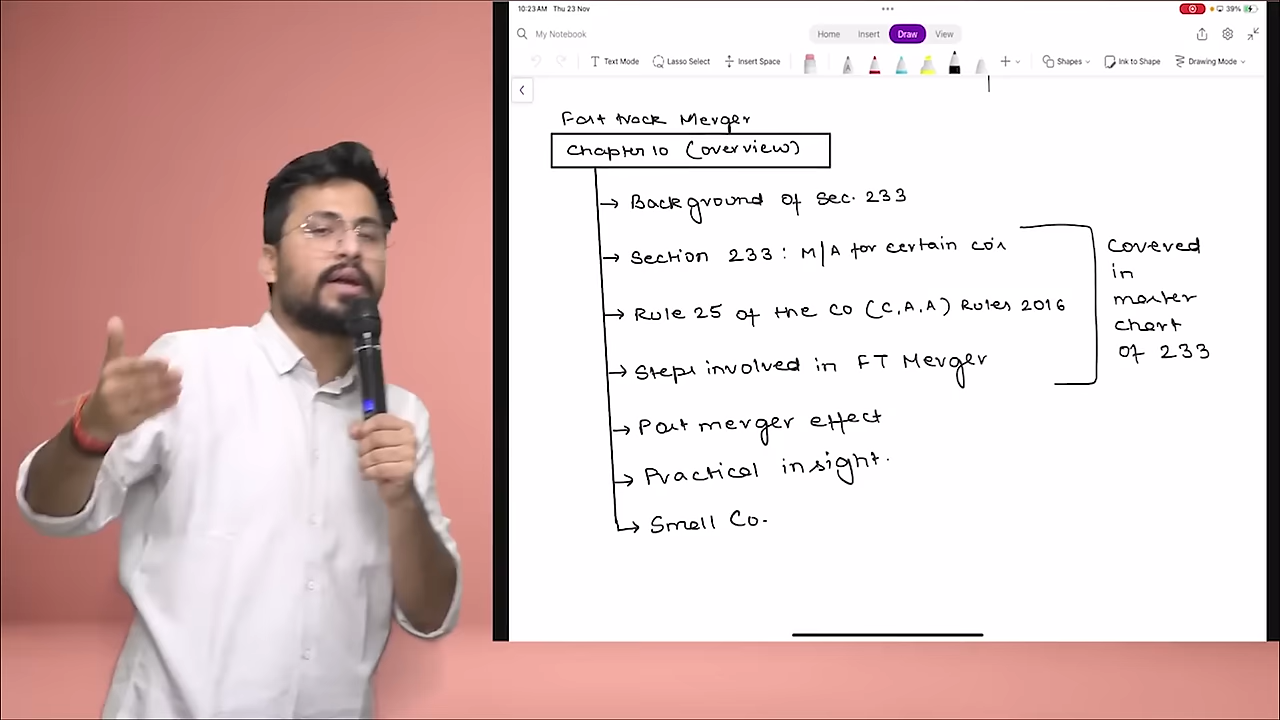 10:23 AM Thu 23 Nov
39%
My Notebook
Home Insert Draw View
Text Mode Lasso Select Insert Space Shapes Ink to Shape Drawing Mode
Fast track Merger
Chapter 10 (overview)
Background of Sec. 233
Section 233 : M/A for certain co's
Rule 25 of the CO (C, A, A) Rules 2016
Steps involved in FT Merger
Post merger effect
Practical insight.
Small Co.
Covered
in
master
chart
of 233